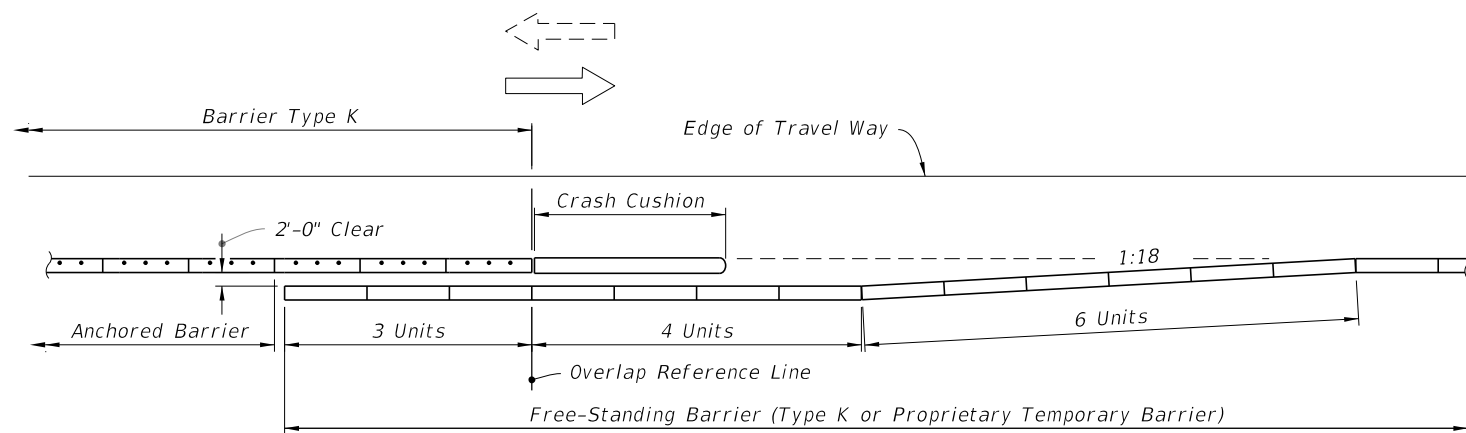 Barrier Type K
Edge of Travel Way
Crash Cushion
2'-0" Clear
1:18
Anchored Barrier
3 Units
4 Units
6 Units
Overlap Reference Line
Free-Standing Barrier (Type K or Proprietary Temporary Barrier)